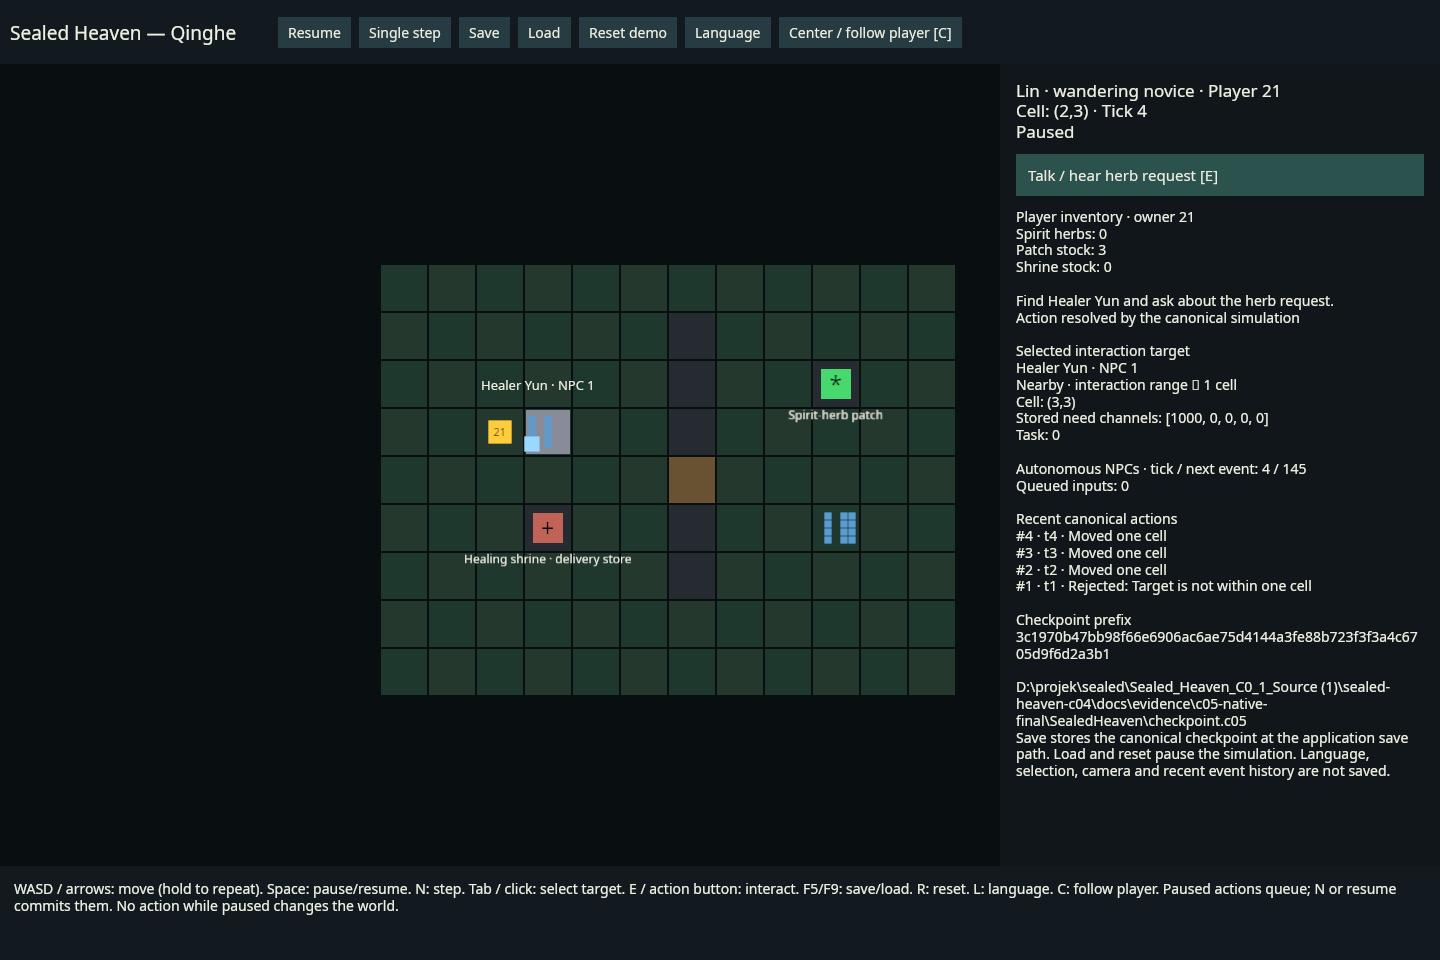 Sealed Heaven — Qinghe
Resume
Single step
Save
Load
Reset demo
Language
Center / follow player [C]
Lin · wandering novice · Player 21
Cell: (2,3) · Tick 4
Paused
Talk / hear herb request [E]
Player inventory · owner 21
Spirit herbs: 0
Patch stock: 3
Shrine stock: 0
Find Healer Yun and ask about the herb request.
Action resolved by the canonical simulation
Selected interaction target
Healer Yun · NPC 1
Nearby · interaction range 1 cell
Cell: (3,3)
Stored need channels: [1000, 0, 0, 0, 0]
Task: 0
Autonomous NPCs · tick / next event: 4 / 145
Queued inputs: 0
Recent canonical actions
#4 · t4 · Moved one cell
#3 · t3 · Moved one cell
#2 · t2 · Moved one cell
#1 · t1 · Rejected: Target is not within one cell
Checkpoint prefix
3c1970b47bb98f66e6906ac6ae75d4144a3fe88b723f3f3a4c67
05d9f6d2a3b1
D:\projek\sealed\Sealed_Heaven_C0_1_Source (1)\sealed-
heaven-c04\docs\evidence\c05-native-
final\SealedHeaven\checkpoint.c05
Save stores the canonical checkpoint at the application save
path. Load and reset pause the simulation. Language,
selection, camera and recent event history are not saved.
Healer Yun · NPC 1
*
Spirit herb patch
21
+
Healing shrine · delivery store
WASD / arrows: move (hold to repeat). Space: pause/resume. N: step. Tab / click: select target. E / action button: interact. F5/F9: save/load. R: reset. L: language. C: follow player. Paused actions queue; N or resume
commits them. No action while paused changes the world.